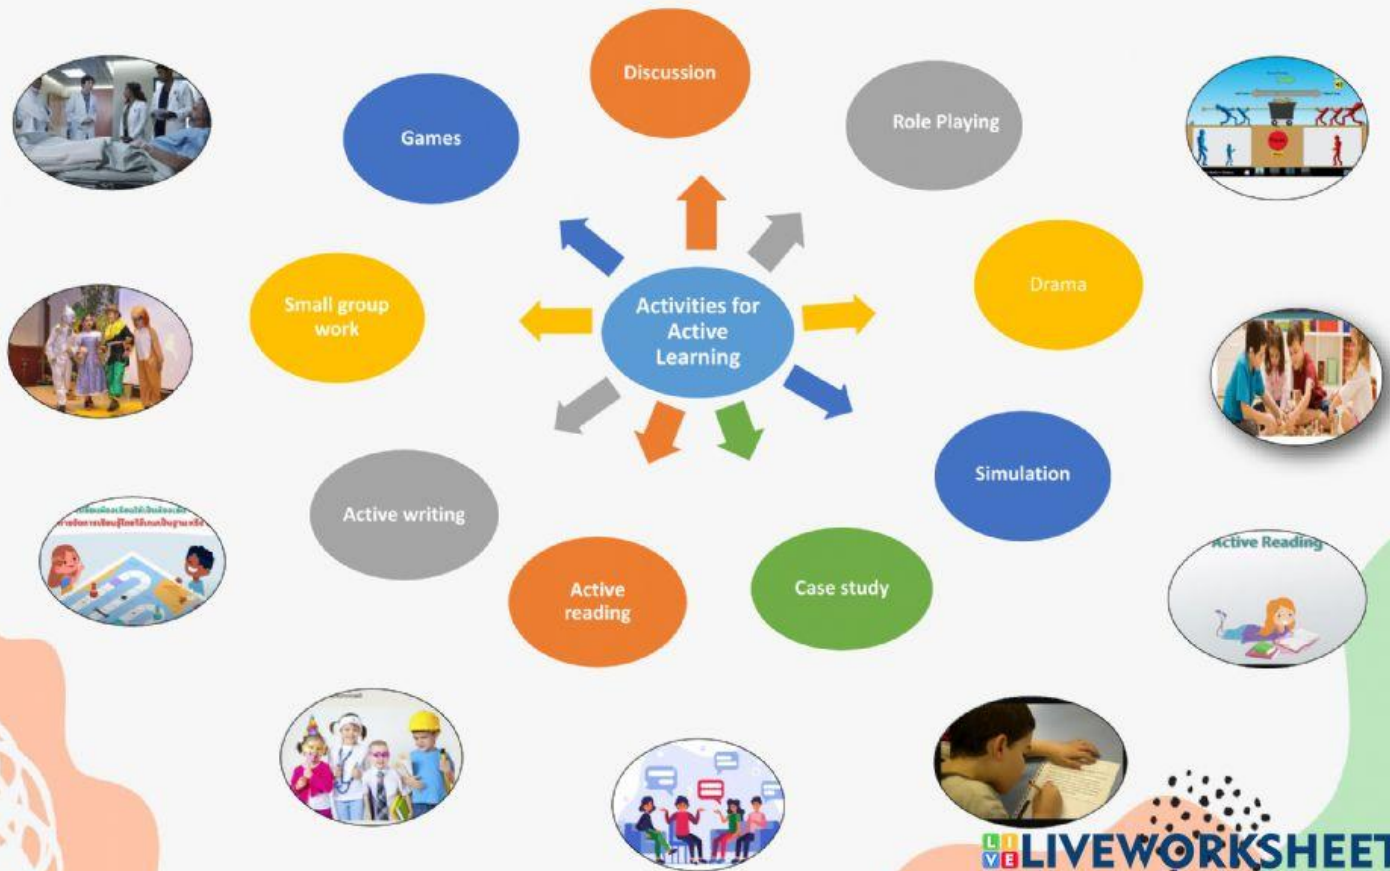 Discussion
Games
Role Playing
Small group
work
Activities for
Active
Learning
Drama
Active writing
Simulation
Active
reading
Case study
Active Reading
LIVEWORKSHEET